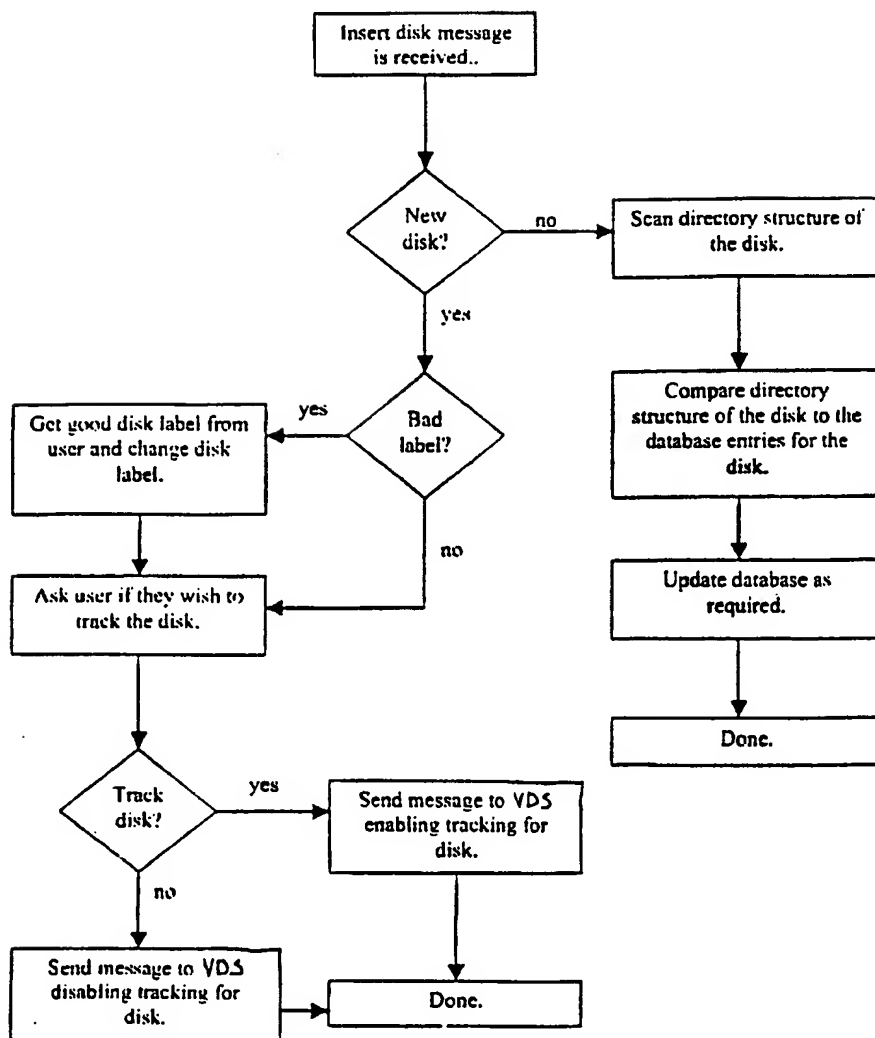 Insert disk message
is received..
New
disk?
no
Scan directory structure of
the disk.
yes
Compare directory
structure of the disk to the
database entries for the
disk.
yes
Bad
label?
Get good disk label from
user and change disk
label.
no
Ask user if they wish to
track the disk.
Update database as
required.
Done.
Track
disk?
yes
Send message to VDS
enabling tracking for
disk.
no
Send message to VDS
disabling tracking for
disk.
Done.